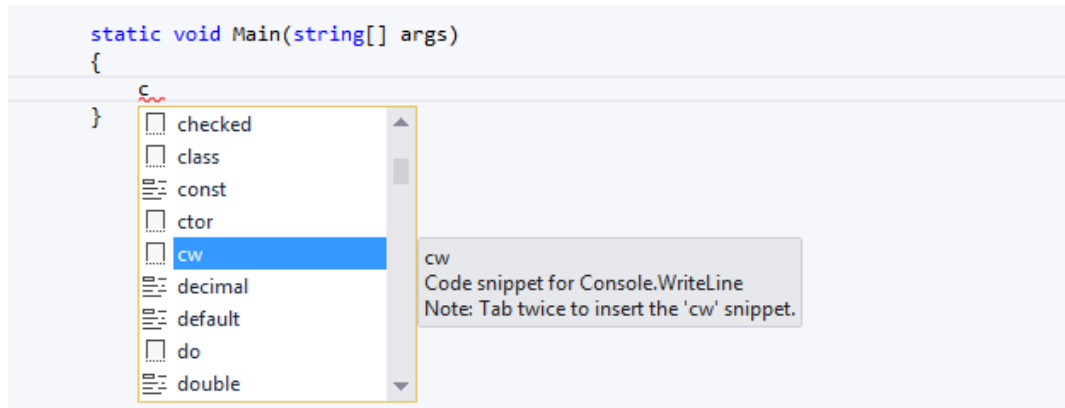 static void Main(string[] args)
{
c
}
checked
class
const
ctor
cw
decimal
default
do
double
cw
Code snippet for Console.WriteLine
Note: Tab twice to insert the 'cw' snippet.